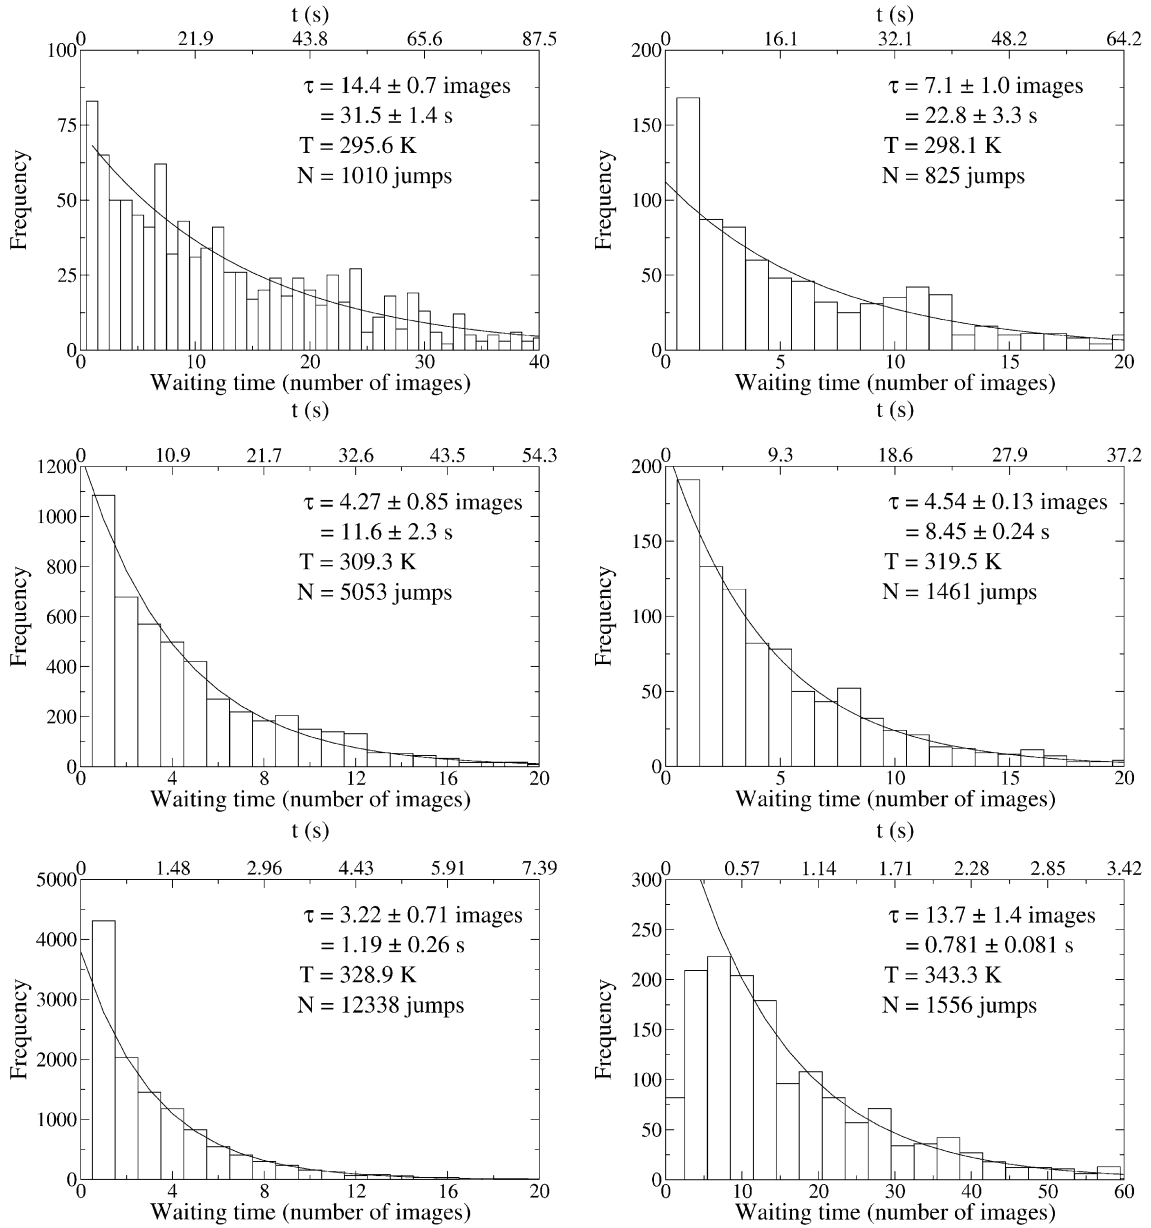 t (s)
0 21.9 43.8 65.6 87.5
100
75
50
25
0
Frequency
τ = 14.4 ± 0.7 images
= 31.5 ± 1.4 s
T = 295.6 K
N = 1010 jumps
0 10 20 30 40
Waiting time (number of images)
t (s)
0 16.1 32.1 48.2 64.2
200
150
100
50
0
Frequency
τ = 7.1 ± 1.0 images
= 22.8 ± 3.3 s
T = 298.1 K
N = 825 jumps
0 5 10 15 20
Waiting time (number of images)
t (s)
0 10.9 21.7 32.6 43.5 54.3
1200
1000
800
600
400
200
0
Frequency
τ = 4.27 ± 0.85 images
= 11.6 ± 2.3 s
T = 309.3 K
N = 5053 jumps
0 4 8 12 16 20
Waiting time (number of images)
t (s)
0 9.3 18.6 27.9 37.2
200
150
100
50
0
Frequency
τ = 4.54 ± 0.13 images
= 8.45 ± 0.24 s
T = 319.5 K
N = 1461 jumps
0 5 10 15 20
Waiting time (number of images)
t (s)
0 1.48 2.96 4.43 5.91 7.39
5000
4000
3000
2000
1000
0
Frequency
τ = 3.22 ± 0.71 images
= 1.19 ± 0.26 s
T = 328.9 K
N = 12338 jumps
0 4 8 12 16 20
Waiting time (number of images)
t (s)
0 0.57 1.14 1.71 2.28 2.85 3.42
300
250
200
150
100
50
0
Frequency
τ = 13.7 ± 1.4 images
= 0.781 ± 0.081 s
T = 343.3 K
N = 1556 jumps
0 10 20 30 40 50 60
Waiting time (number of images)